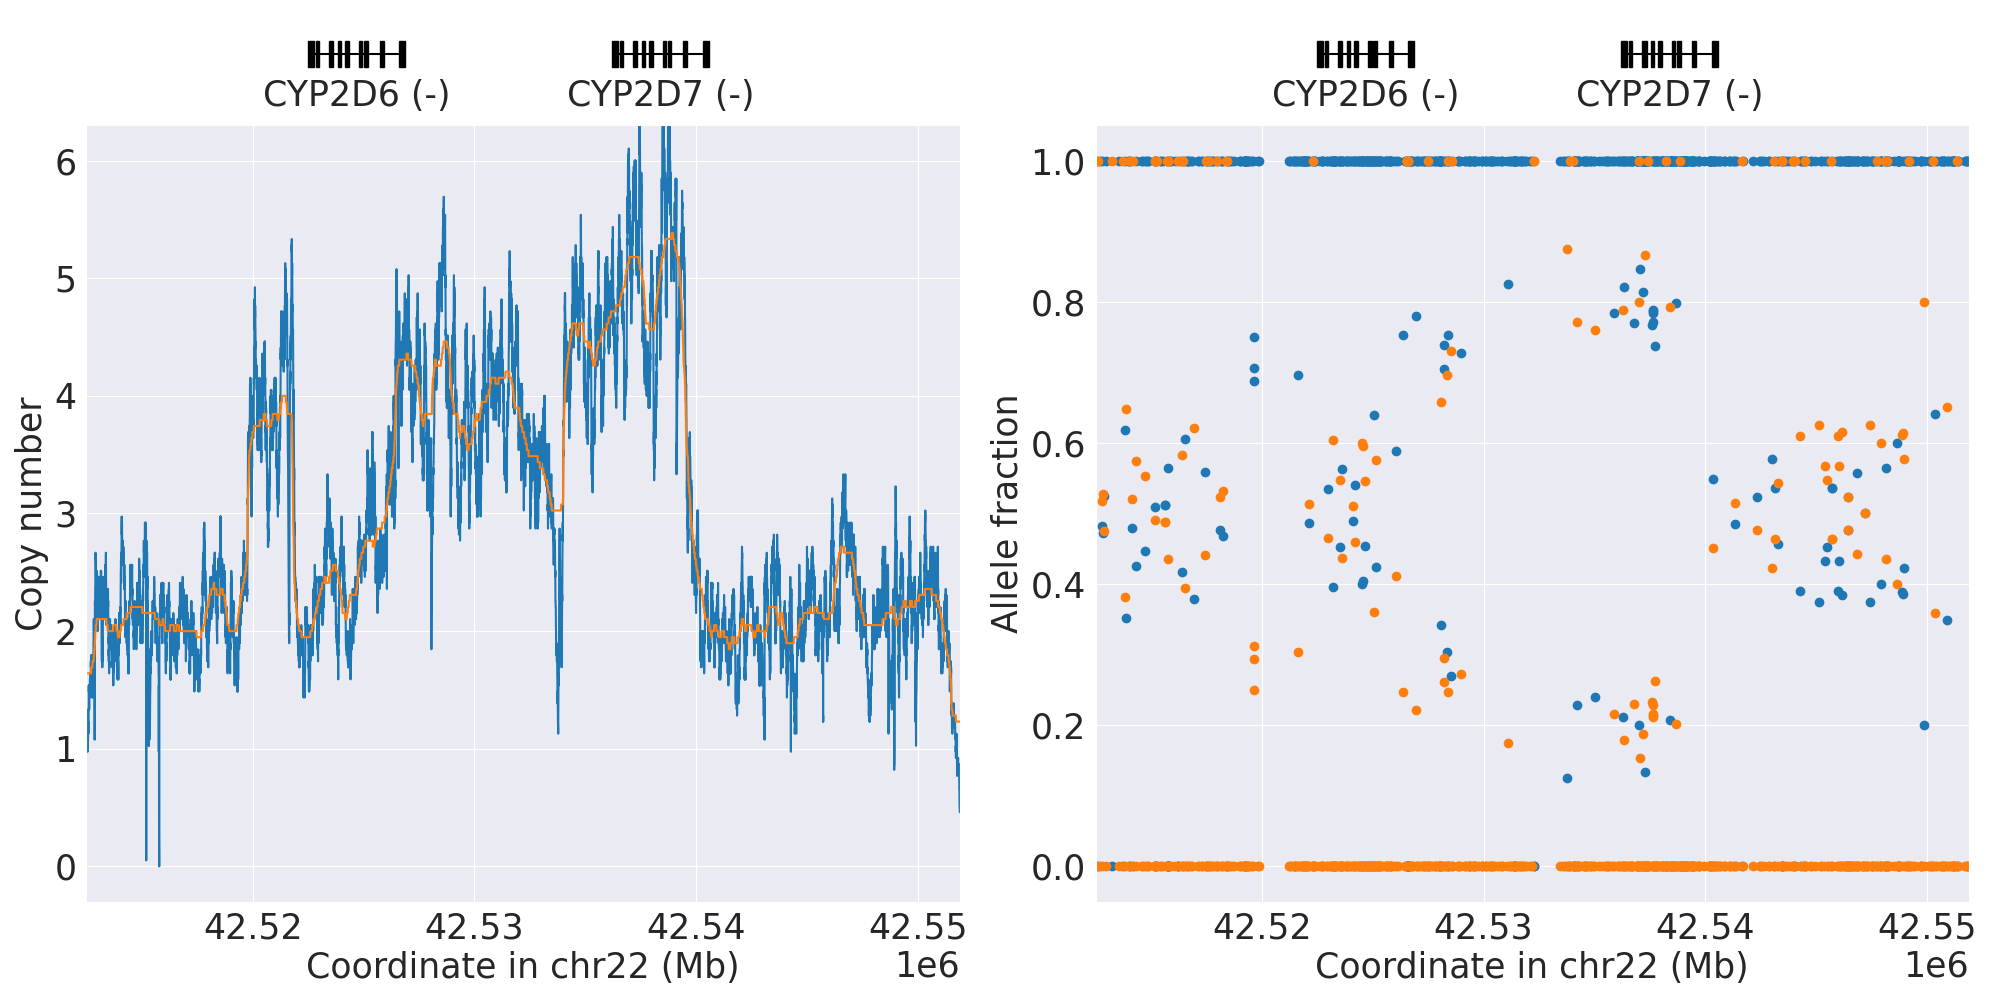 CYP2D6 (-)
CYP2D7 (-)
6
5
4
3
2
1
0
Copy number
42.52
42.53
42.54
42.55
Coordinate in chr22 (Mb)
1e6
CYP2D6 (-)
CYP2D7 (-)
1.0
0.8
0.6
0.4
0.2
0.0
Allele fraction
42.52
42.53
42.54
42.55
Coordinate in chr22 (Mb)
1e6